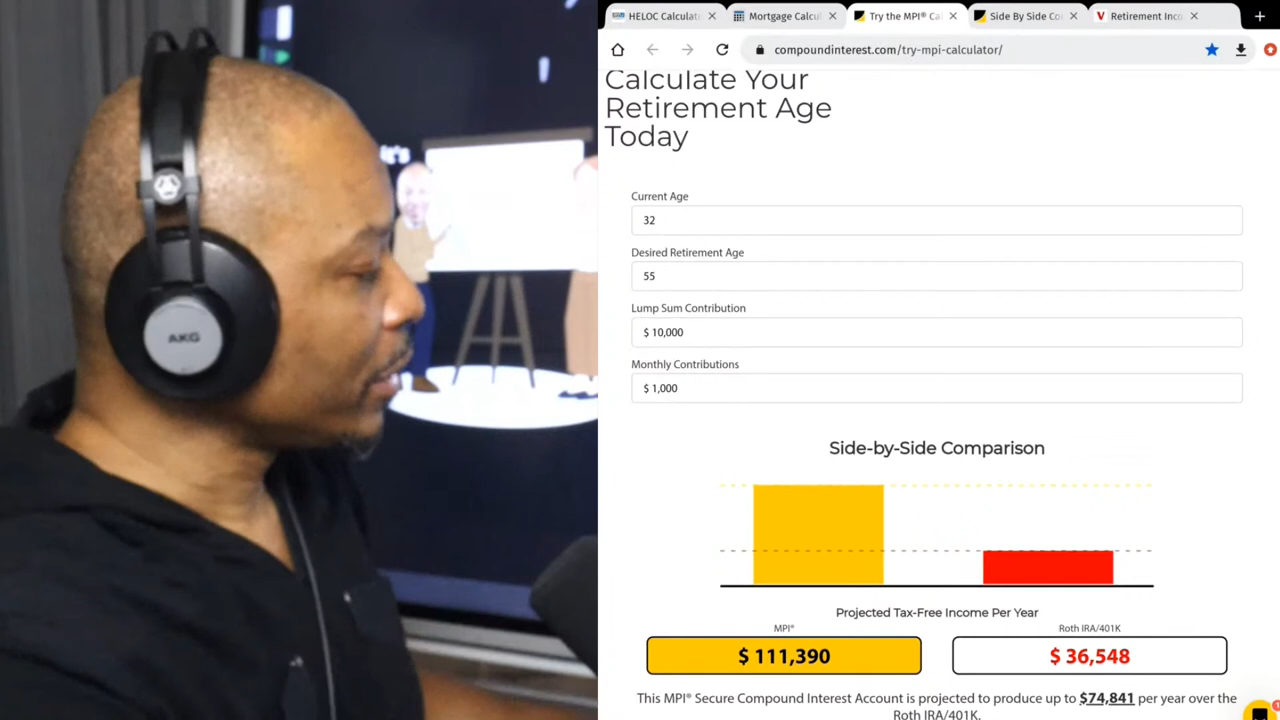 HELOC Calculat
Mortgage Calcu
Try the MPI® Ca
Side By Side Co
Retirement Inco
compoundinterest.com/try-mpi-calculator/
Calculate Your
Retirement Age
Today
Current Age
32
Desired Retirement Age
55
Lump Sum Contribution
$ 10,000
Monthly Contributions
$ 1,000
Side-by-Side Comparison
Projected Tax-Free Income Per Year
MPI®
Roth IRA/401K
$ 111,390
$ 36,548
This MPI® Secure Compound Interest Account is projected to produce up to $74,841 per year over the
Roth IRA/401K.
AKG
it's